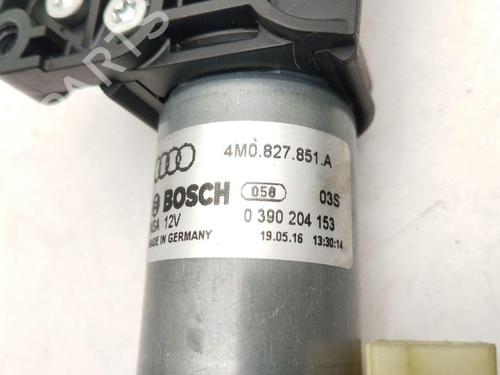 PARTS
4M0.827.851.A
BOSCH 058 03S
12V 0 390 204 153
MADE IN GERMANY 19.05.16 13:30:14